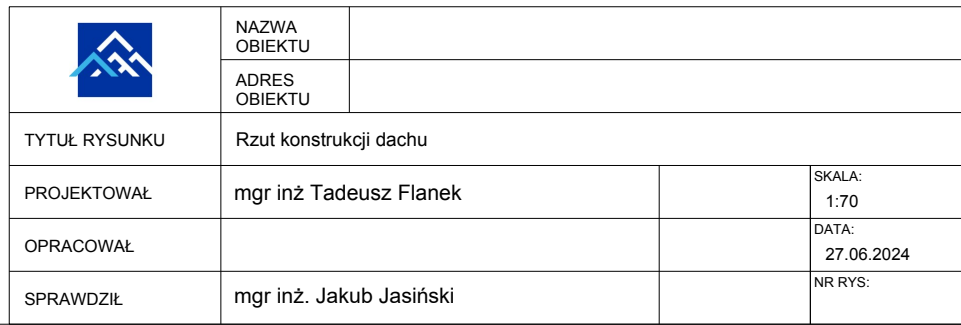 NAZWA
OBIEKTU
ADRES
OBIEKTU
TYTUŁ RYSUNKU
Rzut konstrukcji dachu
PROJEKTOWAŁ
mgr inż Tadeusz Flanek
SKALA:
1:70
OPRACOWAŁ
DATA:
27.06.2024
SPRAWDZIŁ
mgr inż. Jakub Jasiński
NR RYS: